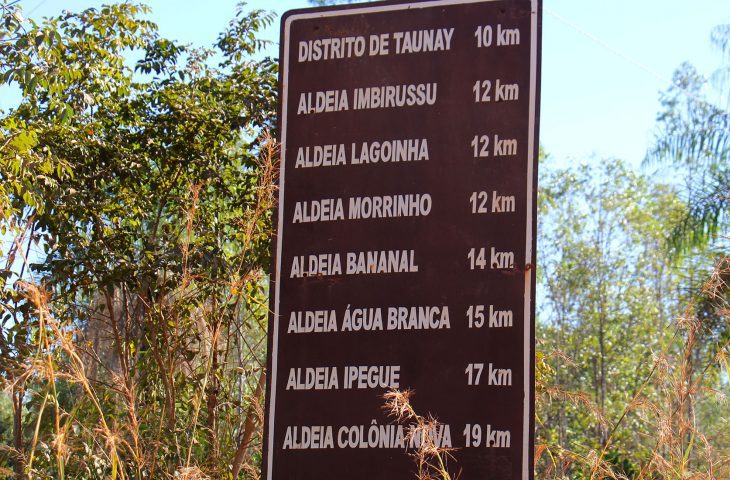 DISTRITO DE TAUNAY 10 km
ALDEIA IMBIRUSSU 12 km
ALDEIA LAGOINHA 12 km
ALDEIA MORRINHO 12 km
ALDEIA BANANAL 14 km
ALDEIA ÁGUA BRANCA 15 km
ALDEIA IPEGUE 17 km
ALDEIA COLÔNIA NOVA 19 km